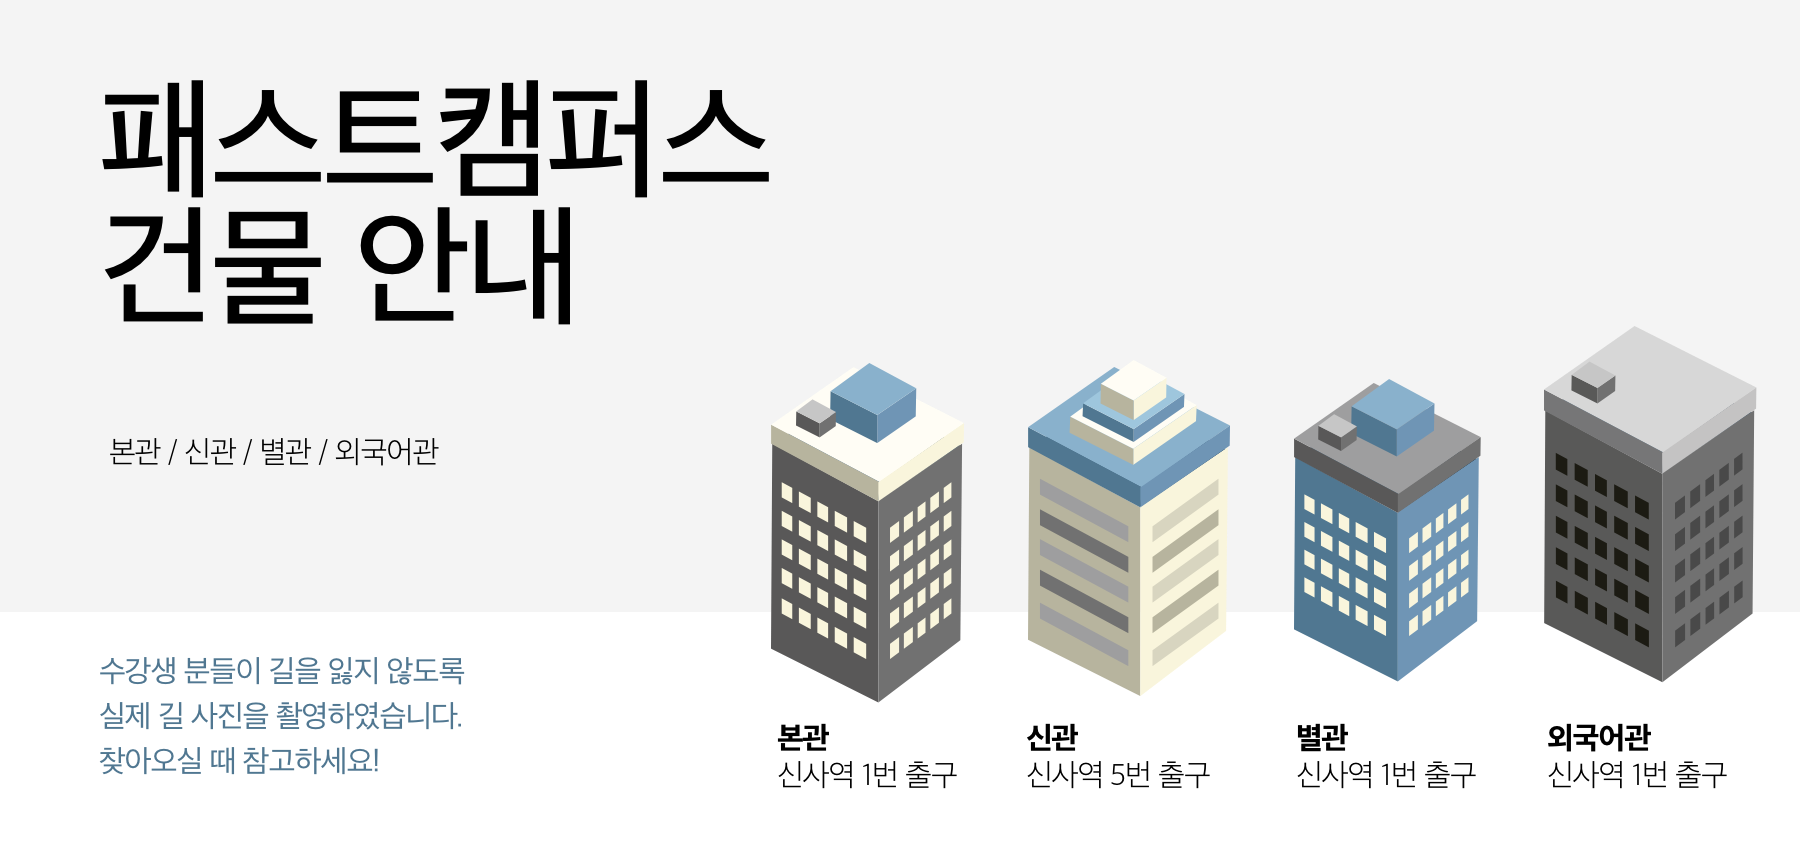 패스트캠퍼스
건물 안내
본관 / 신관 / 별관 / 외국어관
수강생 분들이 길을 잃지 않도록
실제 길 사진을 촬영하였습니다.
찾아오실 때 참고하세요!
본관
신사역 1번 출구
신관
신사역 5번 출구
별관
신사역 1번 출구
외국어관
신사역 1번 출구